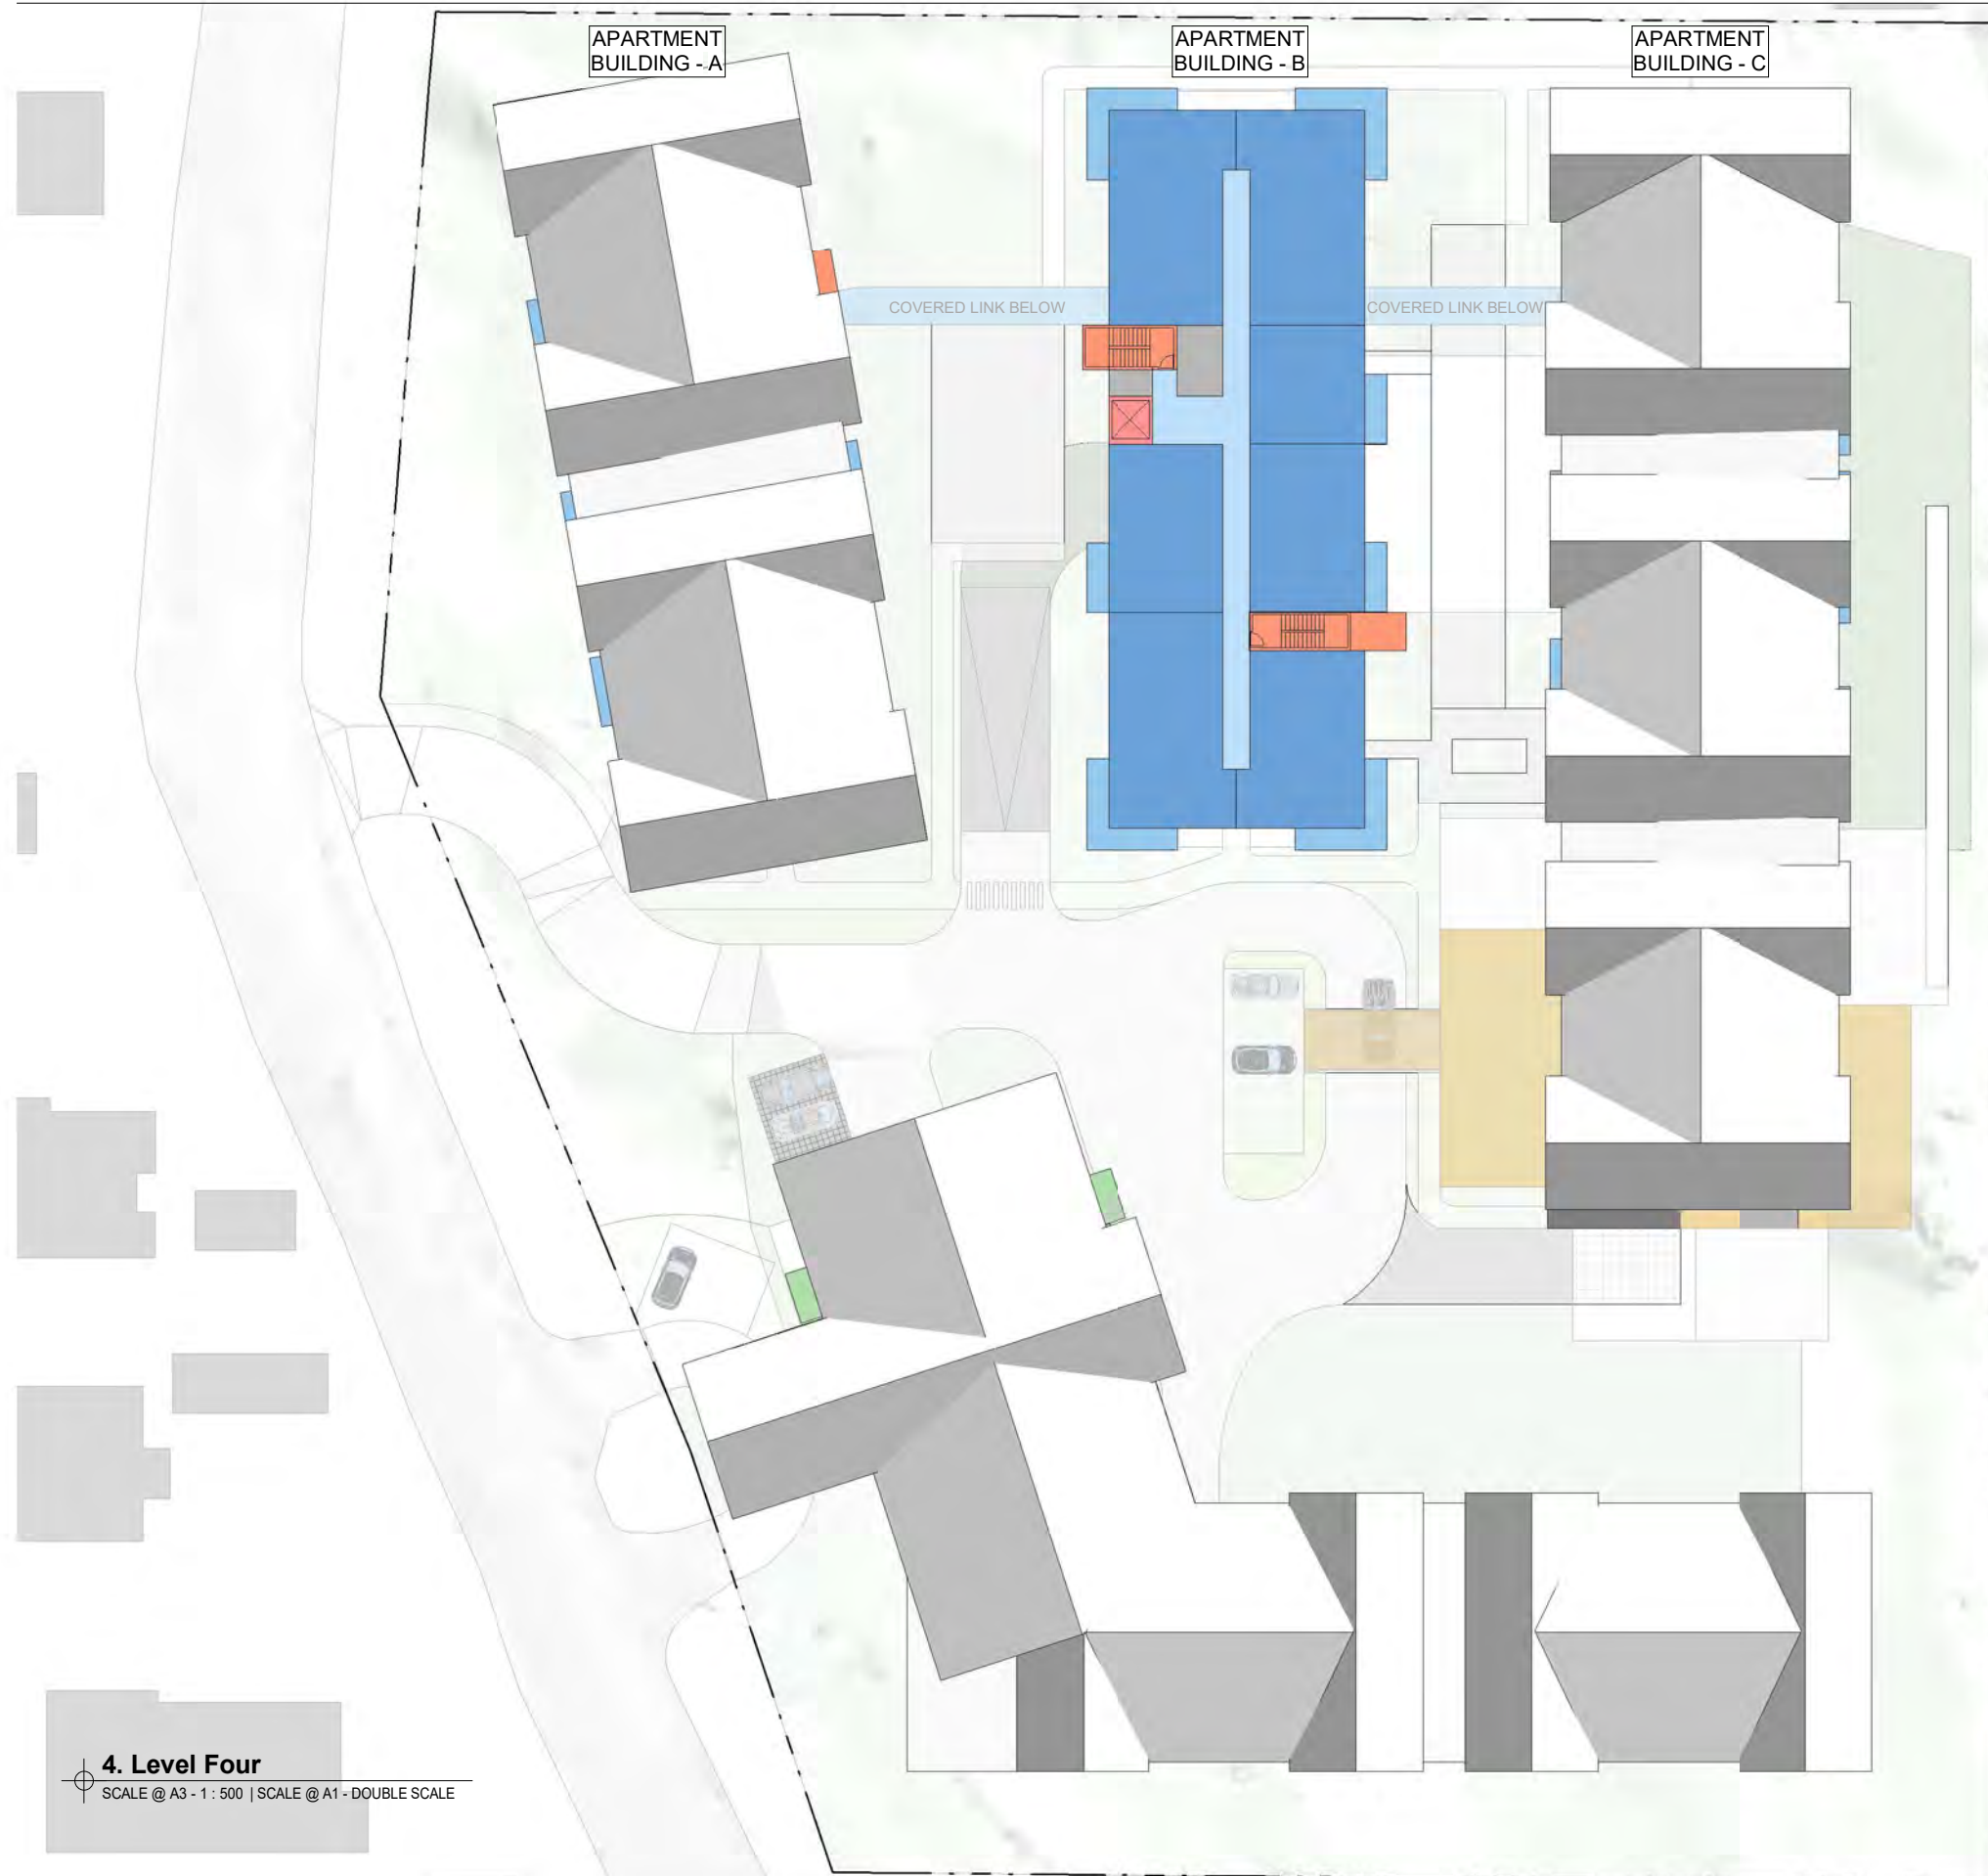 APARTMENT
BUILDING - A
APARTMENT
BUILDING - B
APARTMENT
BUILDING - C
COVERED LINK BELOW
COVERED LINK BELOW
4. Level Four
SCALE @ A3 - 1 : 500 | SCALE @ A1 - DOUBLE SCALE